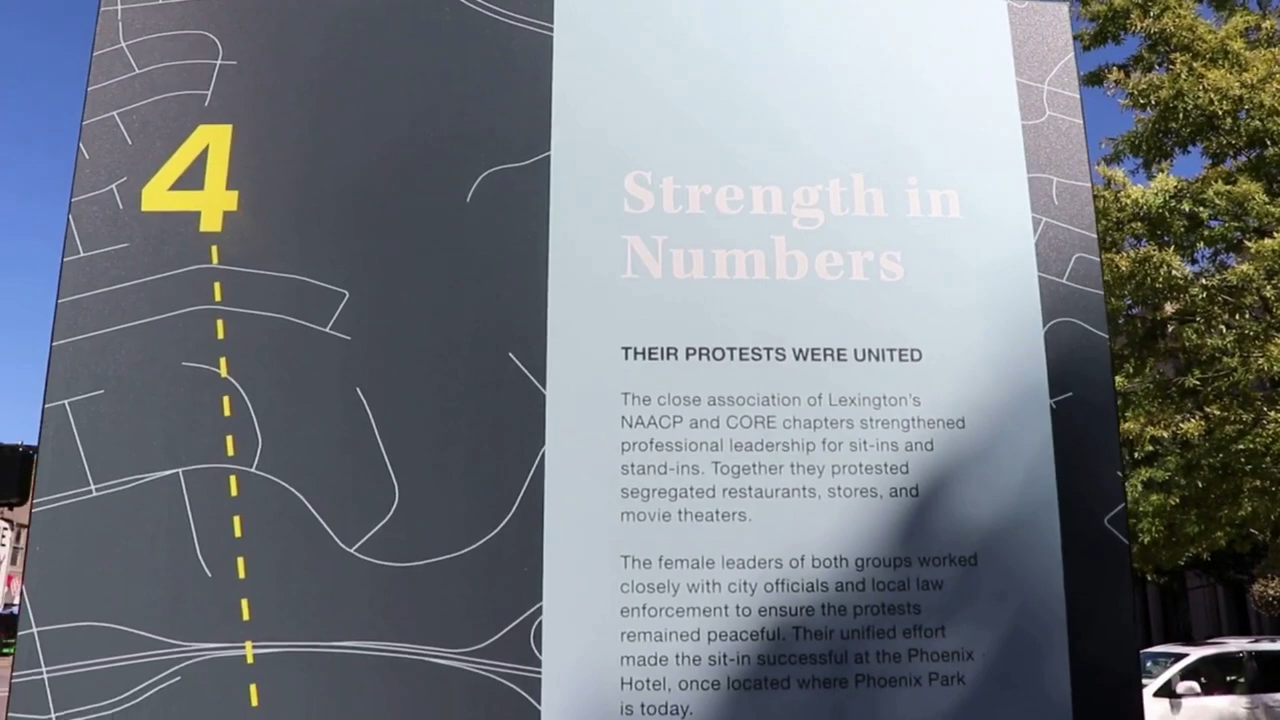 4
Strength in
Numbers
THEIR PROTESTS WERE UNITED
The close association of Lexington's
NAACP and CORE chapters strengthened
professional leadership for sit-ins and
stand-ins. Together they protested
segregated restaurants, stores, and
movie theaters.
The female leaders of both groups worked
closely with city officials and local law
enforcement to ensure the protests
remained peaceful. Their unified effort
made the sit-in successful at the Phoenix
Hotel, once located where Phoenix Park
is today.